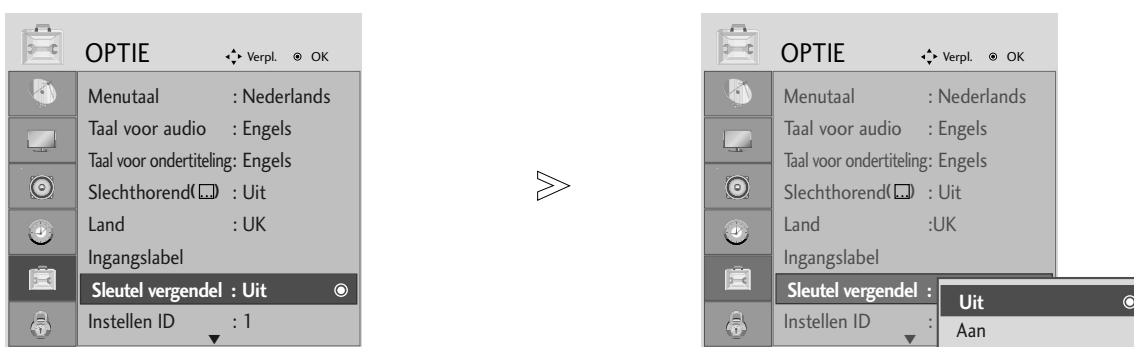 OPTIE Verpl. OK
Menutaal : Nederlands
Taal voor audio : Engels
Taal voor ondertiteling: Engels
Slechthorend( ) : Uit
Land : UK
Ingangslabel
Sleutel vergendel : Uit
Instellen ID : 1
OPTIE Verpl. OK
Menutaal : Nederlands
Taal voor audio : Engels
Taal voor ondertiteling: Engels
Slechthorend( ) : Uit
Land :UK
Ingangslabel
Sleutel vergendel :
Instellen ID :
Uit
Aan